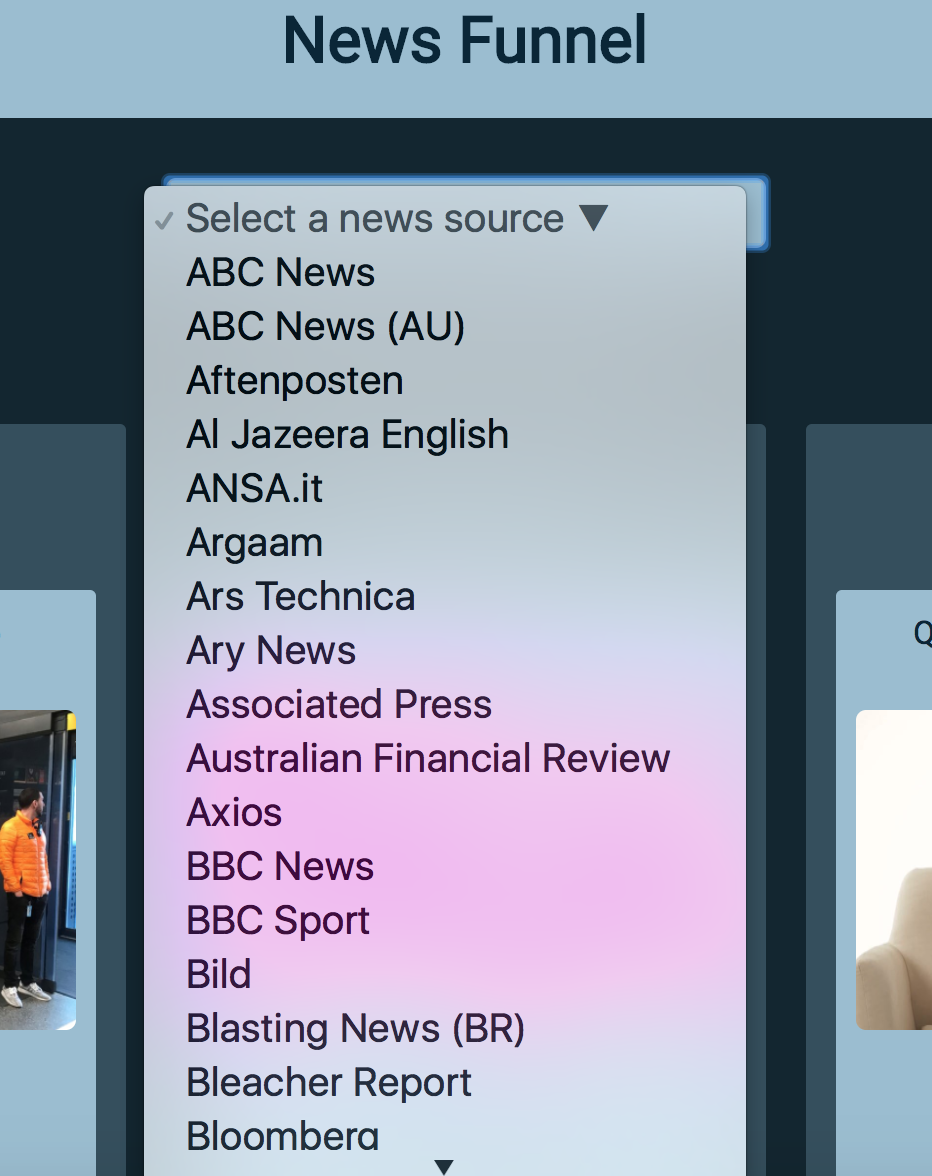 News Funnel
✓ Select a news source ▼
ABC News
ABC News (AU)
Aftenposten
Al Jazeera English
ANSA.it
Argaam
Ars Technica
Ary News
Associated Press
Australian Financial Review
Axios
BBC News
BBC Sport
Bild
Blasting News (BR)
Bleacher Report
Bloomberg